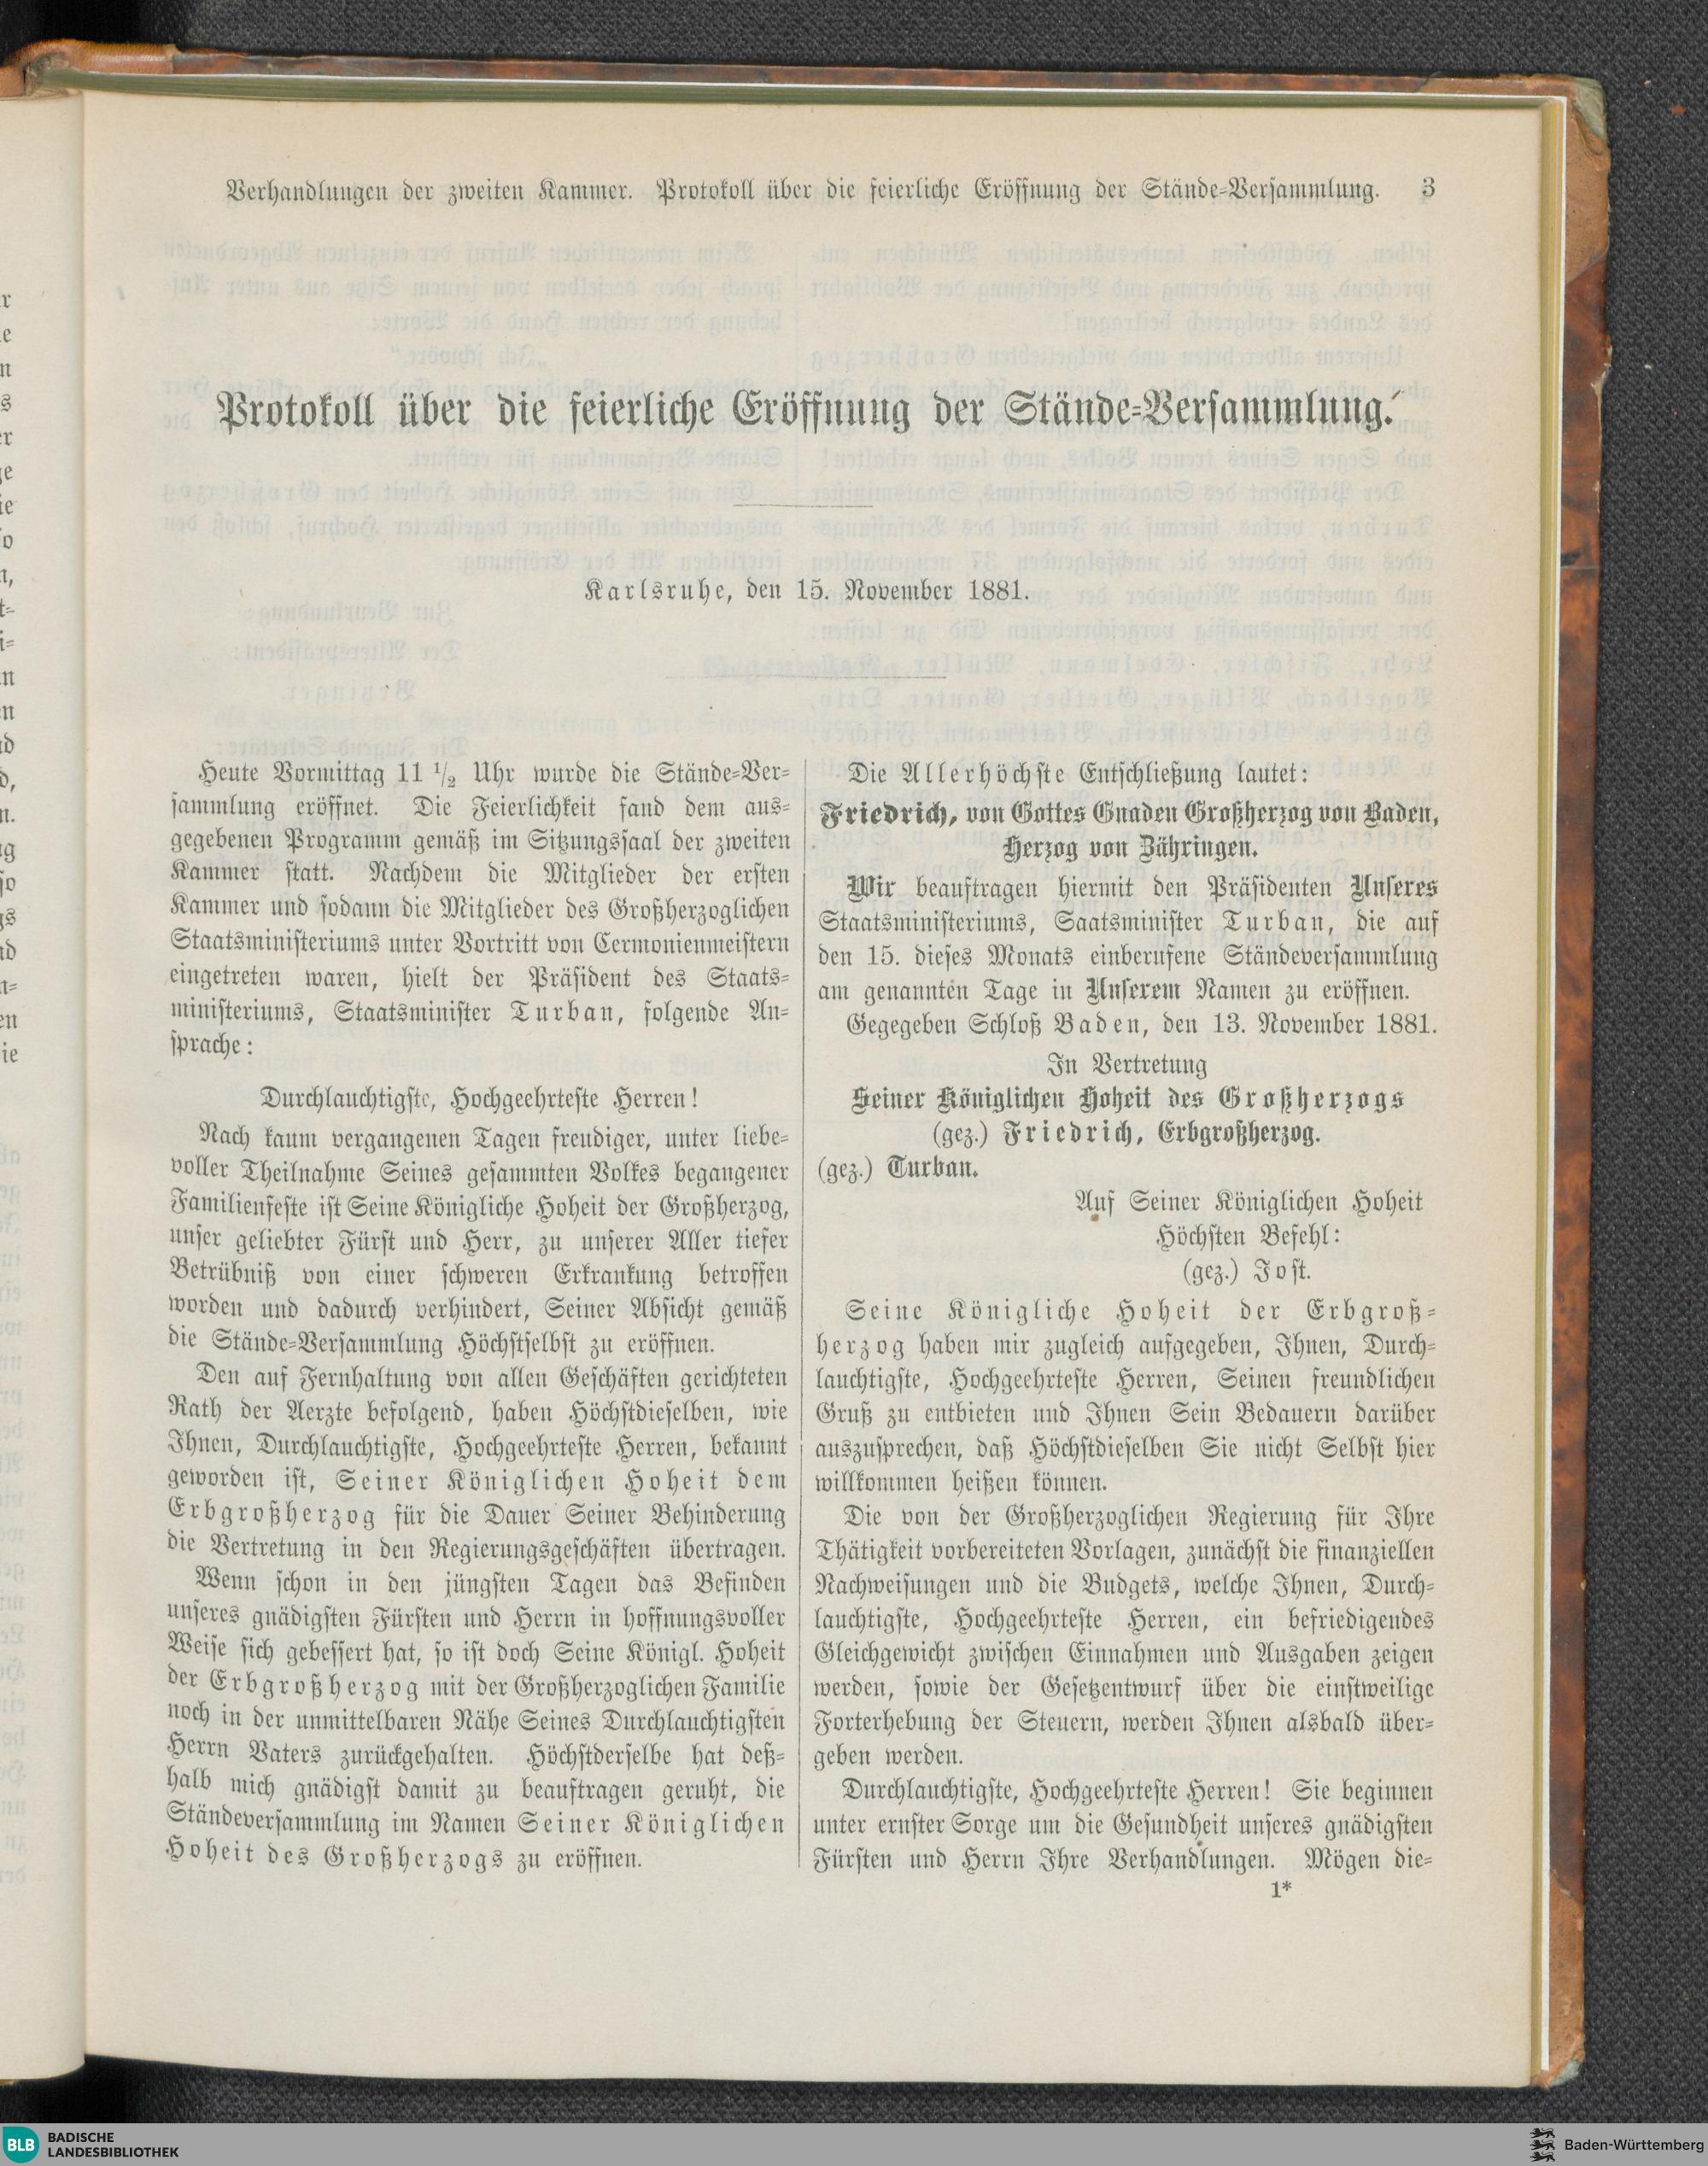 Verhandlungen der zweiten Kammer. Protokoll über die feierliche Eröffnung der Stände-Versammlung. 3
Protokoll über die feierliche Eröffnung der Stände-Versammlung.
Karlsruhe, den 15. November 1881.
Heute Vormittag 11 1/2 Uhr wurde die Stände-Ver-
sammlung eröffnet. Die Feierlichkeit fand dem aus-
gegebenen Programm gemäß im Sitzungssaal der zweiten
Kammer statt. Nachdem die Mitglieder der ersten
Kammer und sodann die Mitglieder des Großherzoglichen
Staatsministeriums unter Vortritt von Cermonienmeistern
eingetreten waren, hielt der Präsident des Staats-
ministeriums, Staatsminister Turban, folgende An-
sprache:
Durchlauchtigste, Hochgeehrteste Herren!
Nach kaum vergangenen Tagen freudiger, unter liebe-
voller Theilnahme Seines gesammten Volkes begangener
Familienfeste ist Seine Königliche Hoheit der Großherzog,
unser geliebter Fürst und Herr, zu unserer Aller tiefer
Betrübniß von einer schweren Erkrankung betroffen
worden und dadurch verhindert, Seiner Absicht gemäß
die Stände-Versammlung Höchstselbst zu eröffnen.
Den auf Fernhaltung von allen Geschäften gerichteten
Rath der Aerzte befolgend, haben Höchstdieselben, wie
Ihnen, Durchlauchtigste, Hochgeehrteste Herren, bekannt
geworden ist, Seiner Königlichen Hoheit dem
Erbgroßherzog für die Dauer Seiner Behinderung
die Vertretung in den Regierungsgeschäften übertragen.
Wenn schon in den jüngsten Tagen das Befinden
unseres gnädigsten Fürsten und Herrn in hoffnungsvoller
Weise sich gebessert hat, so ist doch Seine Königl. Hoheit
der Erbgroßherzog mit der Großherzoglichen Familie
noch in der unmittelbaren Nähe Seines Durchlauchtigsten
Herrn Vaters zurückgehalten. Höchstderselbe hat deß-
halb mich gnädigst damit zu beauftragen geruht, die
Ständeversammlung im Namen Seiner Königlichen
Hoheit des Großherzogs zu eröffnen.
Die Allerhöchste Entschließung lautet:
Friedrich, von Gottes Gnaden Großherzog von Baden,
Herzog von Zähringen.
Wir beauftragen hiermit den Präsidenten Unseres
Staatsministeriums, Saatsminister Turban, die auf
den 15. dieses Monats einberufene Ständeversammlung
am genannten Tage in Unserem Namen zu eröffnen.
Gegegeben Schloß Baden, den 13. November 1881.
In Vertretung
Seiner Königlichen Hoheit des Großherzogs
(gez.) Friedrich, Erbgroßherzog.
(gez.) Turban.
Auf Seiner Königlichen Hoheit
Höchsten Befehl:
(gez.) Jost.
Seine Königliche Hoheit der Erbgroß-
herzog haben mir zugleich aufgegeben, Ihnen, Durch-
lauchtigste, Hochgeehrteste Herren, Seinen freundlichen
Gruß zu entbieten und Ihnen Sein Bedauern darüber
auszusprechen, daß Höchstdieselben Sie nicht Selbst hier
willkommen heißen können.
Die von der Großherzoglichen Regierung für Ihre
Thätigkeit vorbereiteten Vorlagen, zunächst die finanziellen
Nachweisungen und die Budgets, welche Ihnen, Durch-
lauchtigste, Hochgeehrteste Herren, ein befriedigendes
Gleichgewicht zwischen Einnahmen und Ausgaben zeigen
werden, sowie der Gesetzentwurf über die einstweilige
Forterhebung der Steuern, werden Ihnen alsbald über-
geben werden.
Durchlauchtigste, Hochgeehrteste Herren! Sie beginnen
unter ernster Sorge um die Gesundheit unseres gnädigsten
Fürsten und Herrn Ihre Verhandlungen. Mögen die-
1*
BLB BADISCHE
LANDESBIBLIOTHEK
Baden-Württemberg